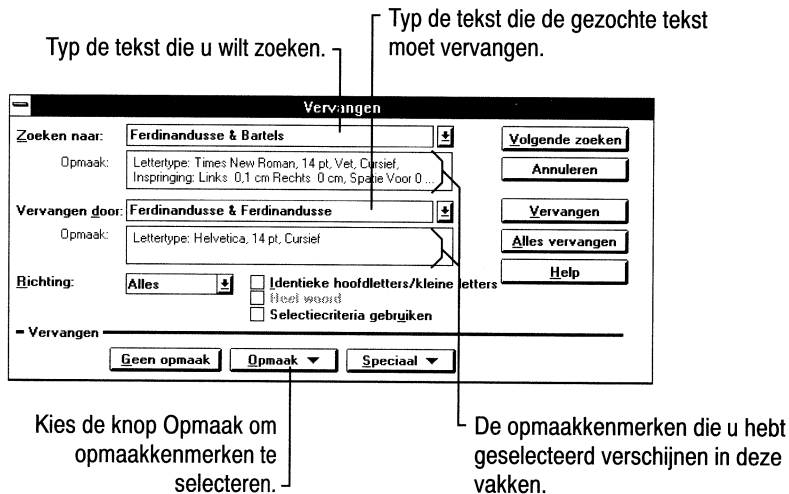 Typ de tekst die u wilt zoeken.
Typ de tekst die de gezochte tekst
moet vervangen.
Vervangen
Zoeken naar:
Ferdinandusse & Bartels
Volgende zoeken
Opmaak:
Lettertype: Times New Roman, 14 pt, Vet, Cursief,
Inspringing: Links 0,1 cm Rechts 0 cm, Spatie Voor 0 ...
Annuleren
Vervangen door:
Ferdinandusse & Ferdinandusse
Vervangen
Opmaak:
Lettertype: Helvetica, 14 pt, Cursief
Alles vervangen
Help
Richting:
Alles
Identieke hoofdletters/kleine letters
Heel woord
Selectiecriteria gebruiken
Vervangen
Geen opmaak
Opmaak
Speciaal
Kies de knop Opmaak om
opmaakkenmerken te
selecteren.
De opmaakkenmerken die u hebt
geselecteerd verschijnen in deze
vakken.